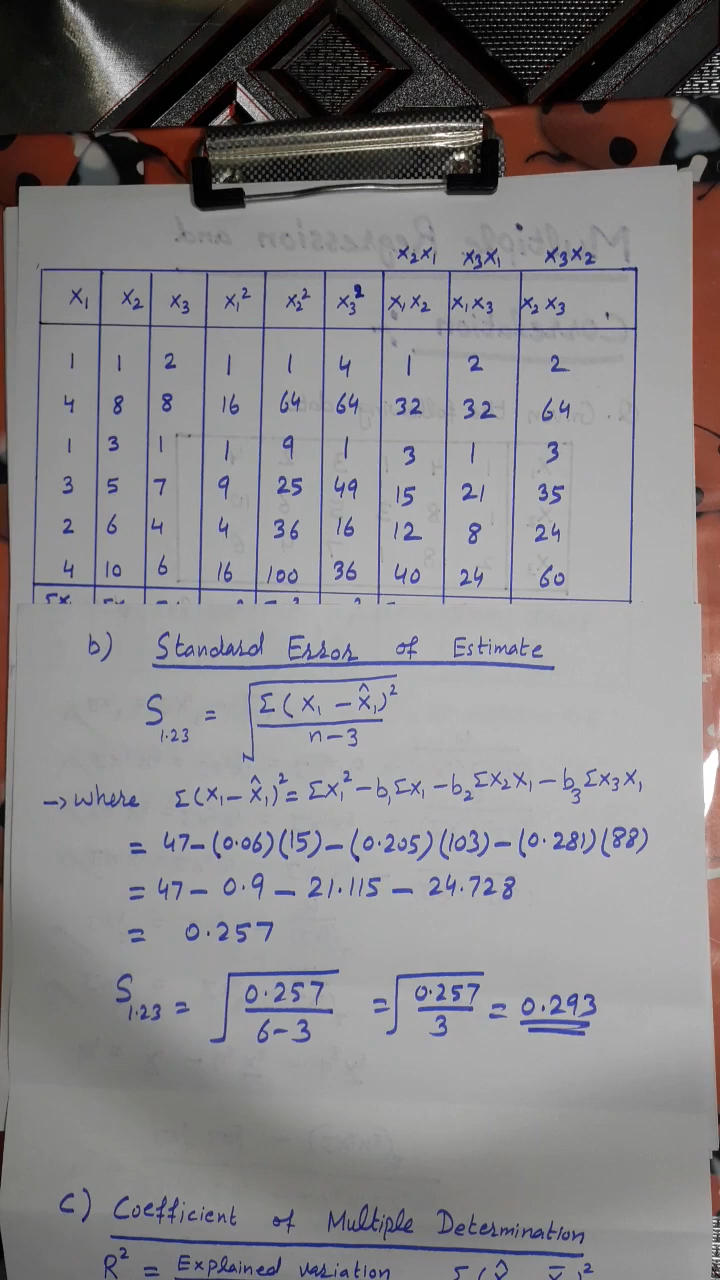 X₂X₁ X₃X₁ X₃X₂
X₁ X₂ X₃ X₁² X₂² X₃² X₁X₂ X₁X₃ X₂X₃
1 1 2 1 1 4 1 2 2
4 8 8 16 64 64 32 32 64
1 3 1 1 9 1 3 1 3
3 5 7 9 25 49 15 21 35
2 6 4 4 36 16 12 8 24
4 10 6 16 100 36 40 24 60
b) Standard Error of Estimate
S₁.₂₃ = √(Σ(X₁ - X̂₁)² / n-3)
→ where Σ(X₁ - X̂₁)² = ΣX₁² - b₁ΣX₁ - b₂ΣX₂X₁ - b₃ΣX₃X₁
= 47 - (0.06)(15) - (0.205)(103) - (0.281)(88)
= 47 - 0.9 - 21.115 - 24.728
= 0.257
S₁.₂₃ = √(0.257 / 6-3) = √(0.257 / 3) = 0.293
c) Coefficient of Multiple Determination
R² = Explained variation